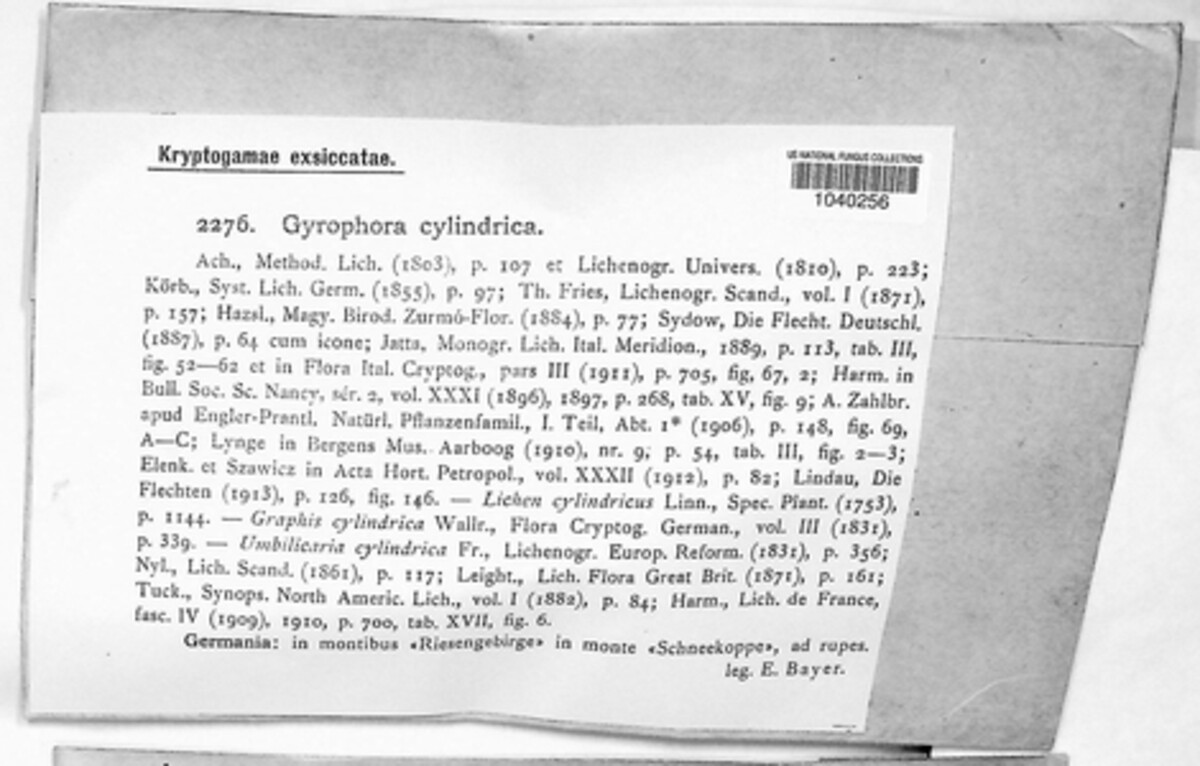 Kryptogamae exsiccatae.
US NATIONAL FUNGUS COLLECTIONS
1040256
2276. Gyrophora cylindrica.
Ach., Method. Lich. (1803), p. 107 et Lichenogr. Univers. (1810), p. 223;
Körb., Syst. Lich. Germ. (1855), p. 97; Th. Fries, Lichenogr. Scand., vol. I (1871),
p. 157; Hazsl., Magy. Birod. Zurmó-Flor. (1884), p. 77; Sydow, Die Flecht. Deutschl.
(1887), p. 64 cum icone; Jatta, Monogr. Lich. Ital. Meridion., 1889, p. 113, tab. III,
fig. 52—62 et in Flora Ital. Cryptog., pars III (1911), p. 705, fig. 67, 2; Harm. in
Bull. Soc. Sc. Nancy, sér. 2, vol. XXXI (1896), 1897, p. 268, tab. XV, fig. 9; A. Zahlbr.
apud Engler-Prantl, Natürl. Pflanzenfamil., I. Teil, Abt. 1* (1906), p. 148, fig. 69,
A—C; Lynge in Bergens Mus. Aarboog (1910), nr. 9, p. 54, tab. III, fig. 2—3;
Elenk. et Szawicz in Acta Hort. Petropol., vol. XXXII (1912), p. 82; Lindau, Die
Flechten (1913), p. 126, fig. 146. — Lichen cylindricus Linn., Spec. Plant. (1753),
p. 1144. — Graphis cylindrica Wallr., Flora Cryptog. German., vol. III (1831),
p. 339. — Umbilicaria cylindrica Fr., Lichenogr. Europ. Reform. (1831), p. 356;
Nyl., Lich. Scand. (1861), p. 117; Leight., Lich. Flora Great Brit. (1871), p. 161;
Tuck., Synops. North Americ. Lich., vol. I (1882), p. 84; Harm., Lich. de France,
fasc. IV (1909), 1910, p. 700, tab. XVII, fig. 6.
Germania: in montibus «Riesengebirge» in monte «Schneekoppe», ad rupes.
leg. E. Bayer.